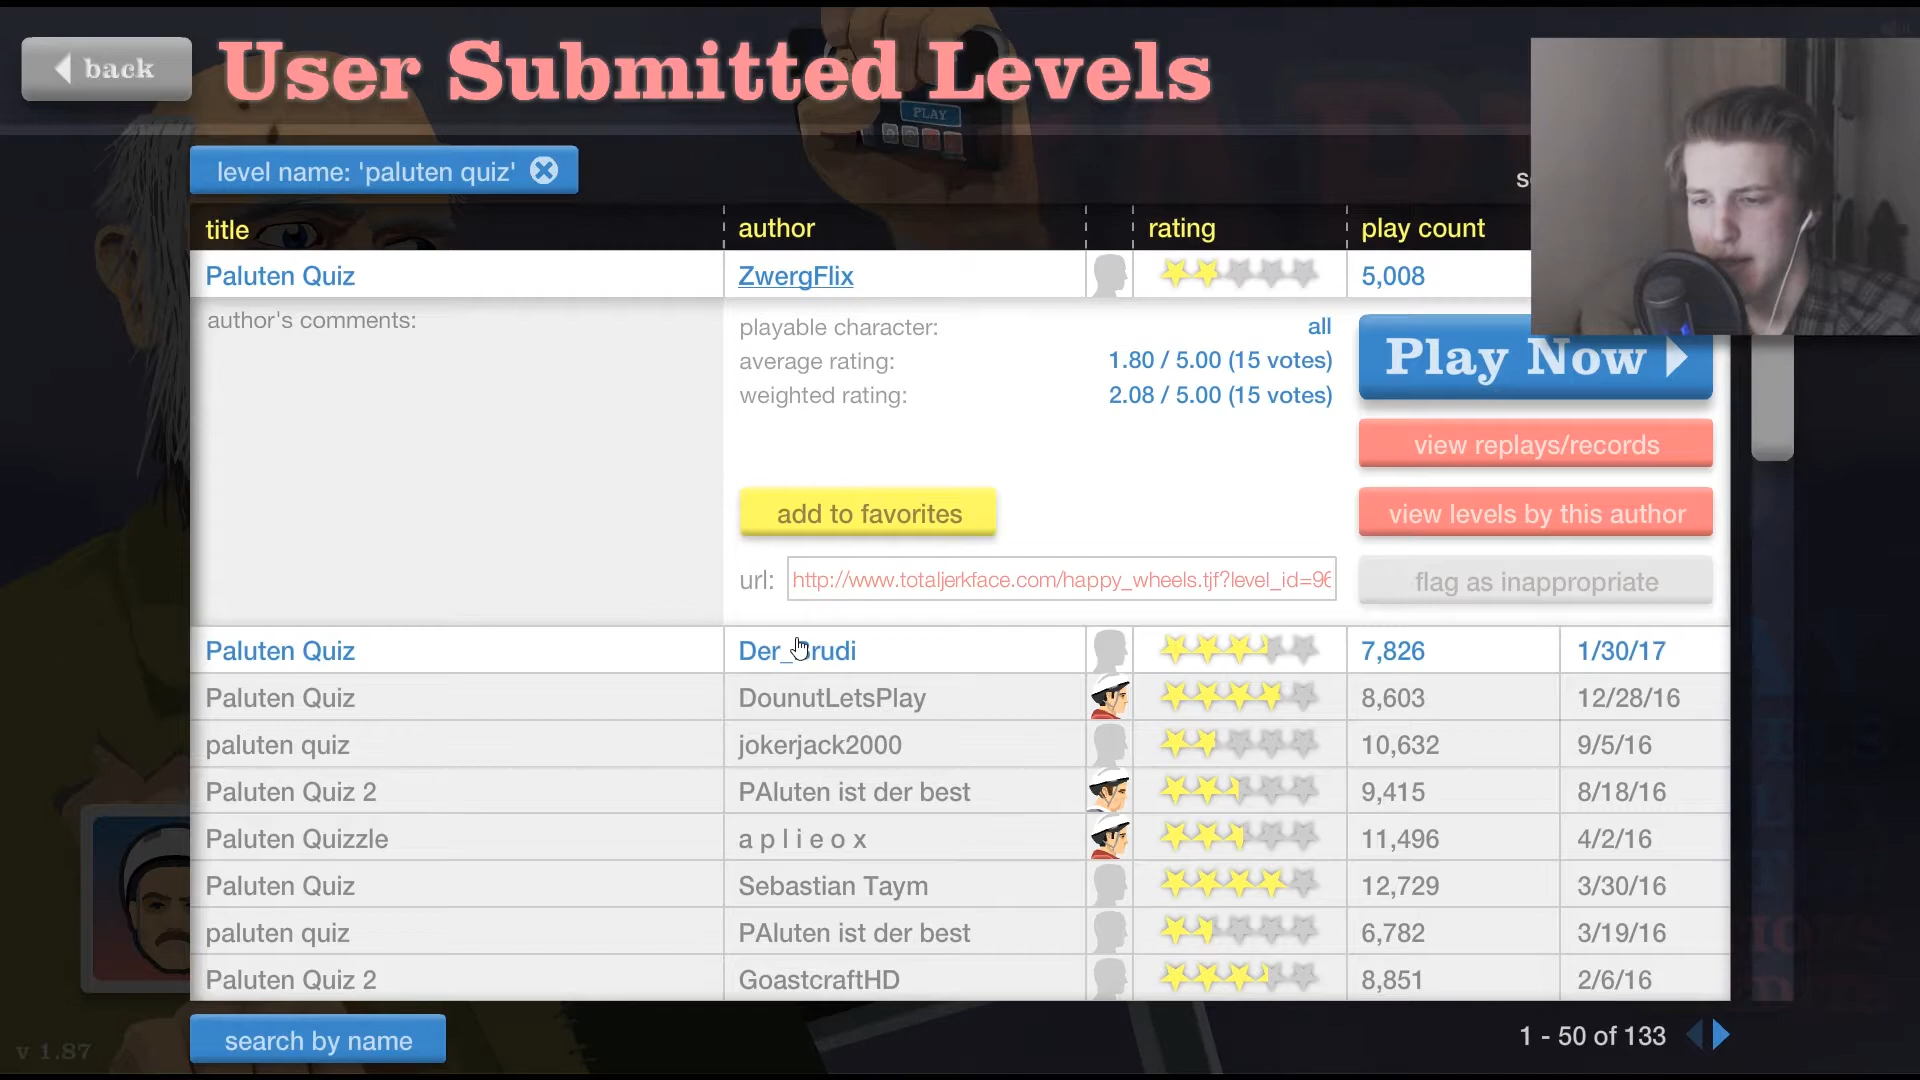 back
User Submitted Levels
PLAY
level name: 'paluten quiz'
title author rating play count
Paluten Quiz ZwergFlix 5,008
author's comments:
playable character: all
average rating: 1.80 / 5.00 (15 votes)
weighted rating: 2.08 / 5.00 (15 votes)
Play Now
view replays/records
add to favorites
view levels by this author
url: http://www.totaljerkface.com/happy_wheels.tjf?level_id=96
flag as inappropriate
Paluten Quiz 7,826 1/30/17
Paluten Quiz DounutLetsPlay 8,603 12/28/16
paluten quiz jokerjack2000 10,632 9/5/16
Paluten Quiz 2 PAluten ist der best 9,415 8/18/16
Paluten Quizzle a p l i e o x 11,496 4/2/16
Paluten Quiz Sebastian Taym 12,729 3/30/16
paluten quiz PAluten ist der best 6,782 3/19/16
Paluten Quiz 2 GoastcraftHD 8,851 2/6/16
search by name
1 - 50 of 133
v 1.87